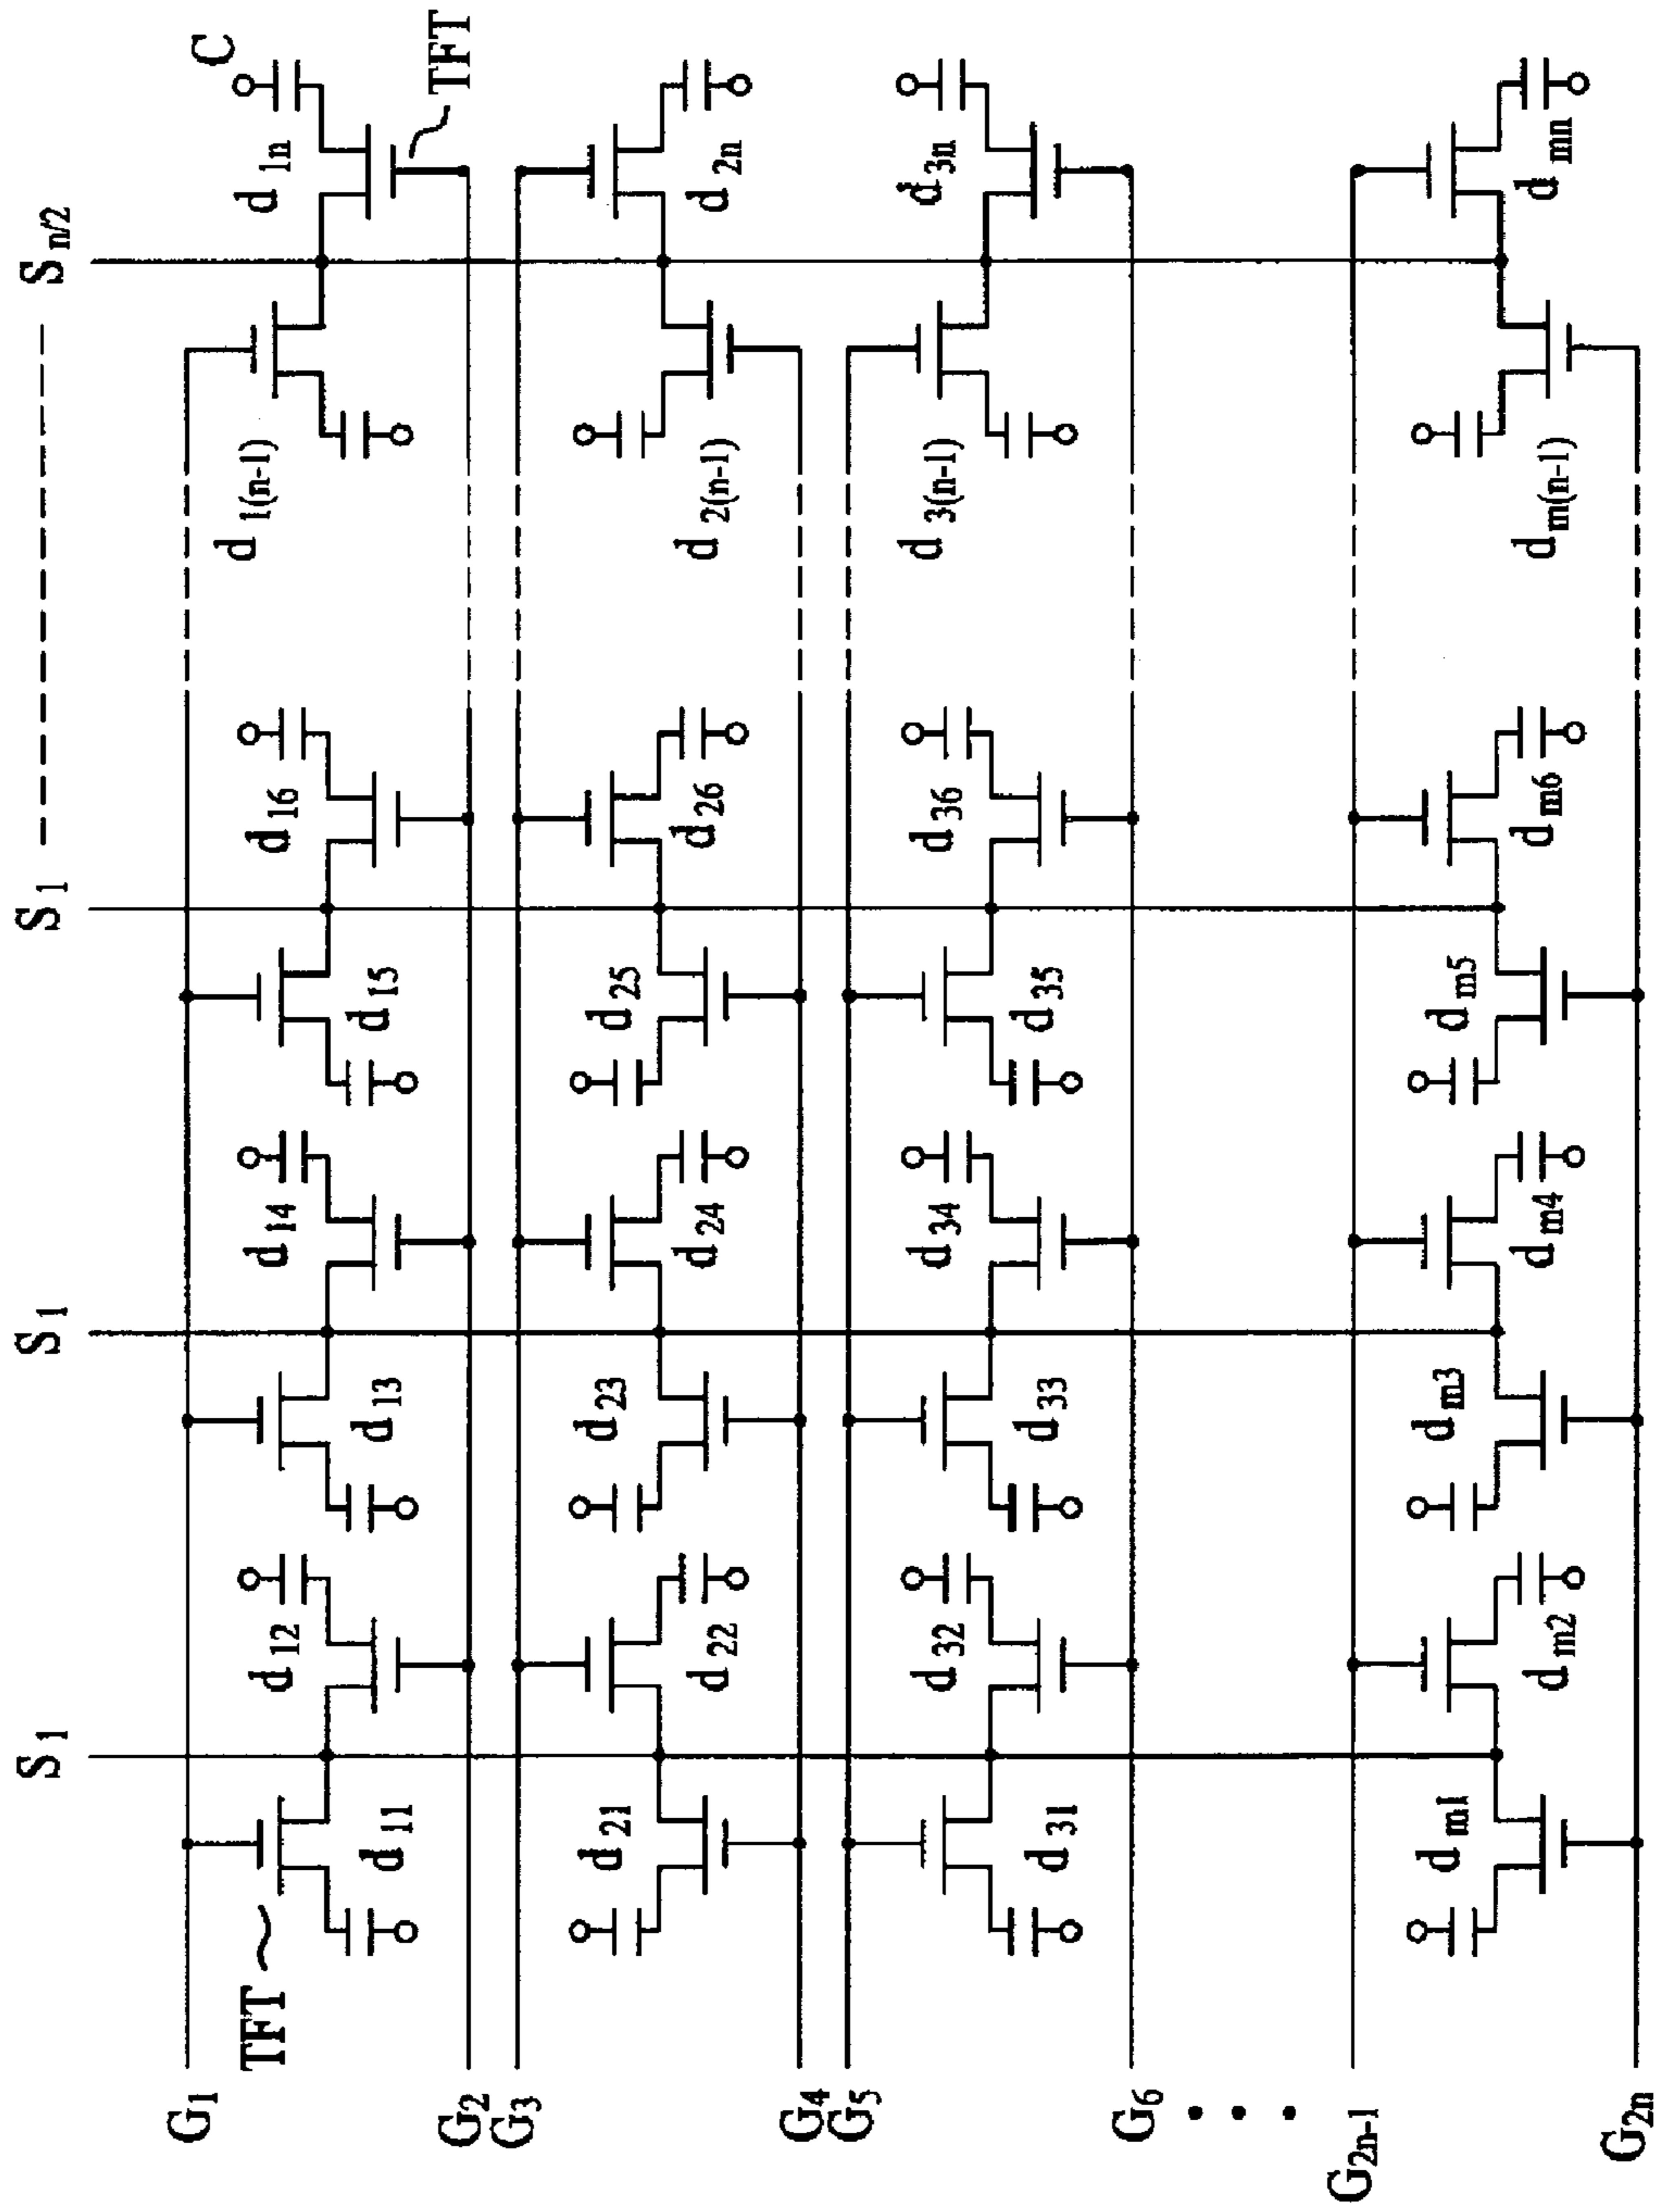 S1 S1 S1 Sn/2
G1
TFT
d11 d12 d13 d14 d15 d16 d1(n-1) d1n C
TFT
G2
G3
d21 d22 d23 d24 d25 d26 d2(n-1) d2n
G4
G5
d31 d32 d33 d34 d35 d36 d3(n-1) d3n
G6
G2n-1
dm1 dm2 dm3 dm4 dm5 dm6 dm(n-1) dmn
G2n